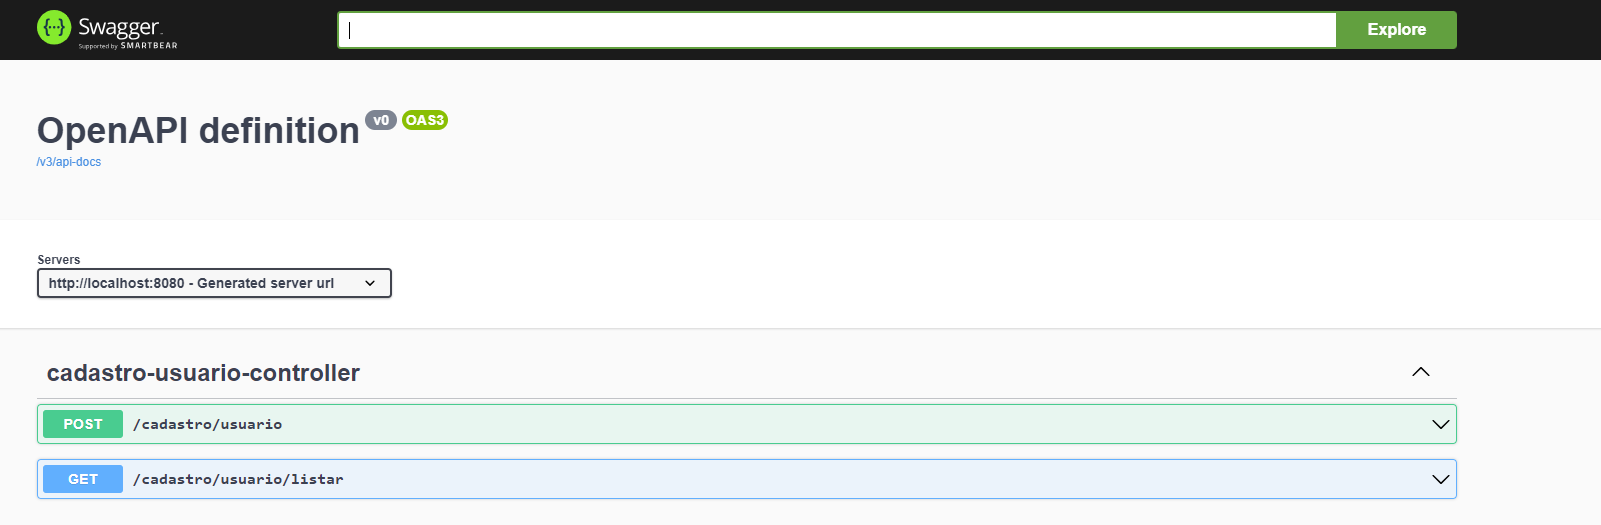 {···} Swagger
Supported by SMARTBEAR
Explore
OpenAPI definition v0 OAS3
/v3/api-docs
Servers
http://localhost:8080 - Generated server url
cadastro-usuario-controller
POST /cadastro/usuario
GET /cadastro/usuario/listar